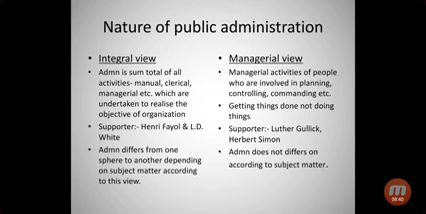 Nature of public administration
• Integral view
• Admn is sum total of all
activities- manual, clerical,
managerial etc. which are
undertaken to realise the
objective of organization
• Supporter:- Henri Fayol & L.D.
White
• Admn differs from one
sphere to another depending
on subject matter according
to this view.
• Managerial view
• Managerial activities of people
who are involved in planning,
controlling, commanding etc.
• Getting things done not doing
things
• Supporter:- Luther Gullick,
Herbert Simon
• Admn does not differs on
according to subject matter.
08:40